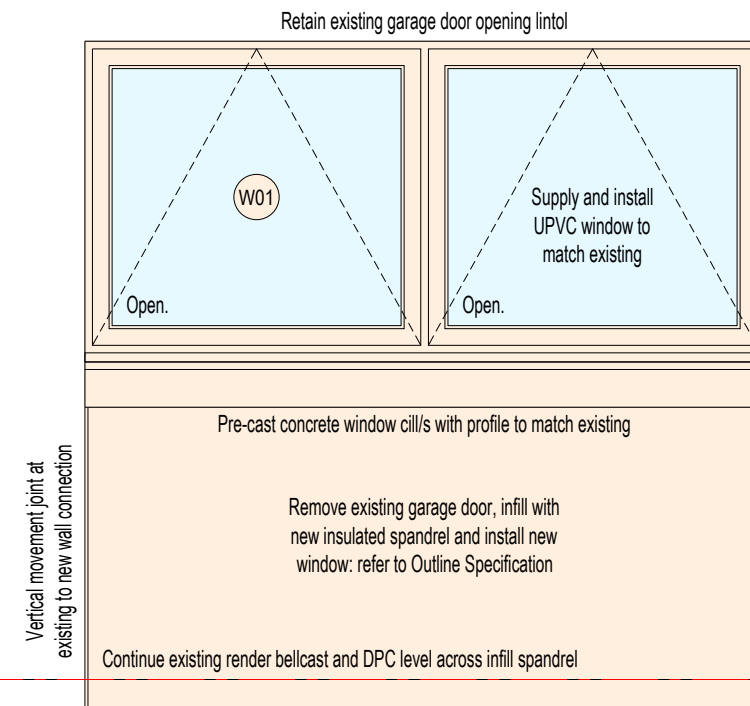 Retain existing garage door opening lintol
W01
Supply and install
UPVC window to
match existing
Open.
Open.
Pre-cast concrete window cill/s with profile to match existing
Vertical movement joint at
existing to new wall connection
Remove existing garage door, infill with
new insulated spandrel and install new
window: refer to Outline Specification
Continue existing render bellcast and DPC level across infill spandrel